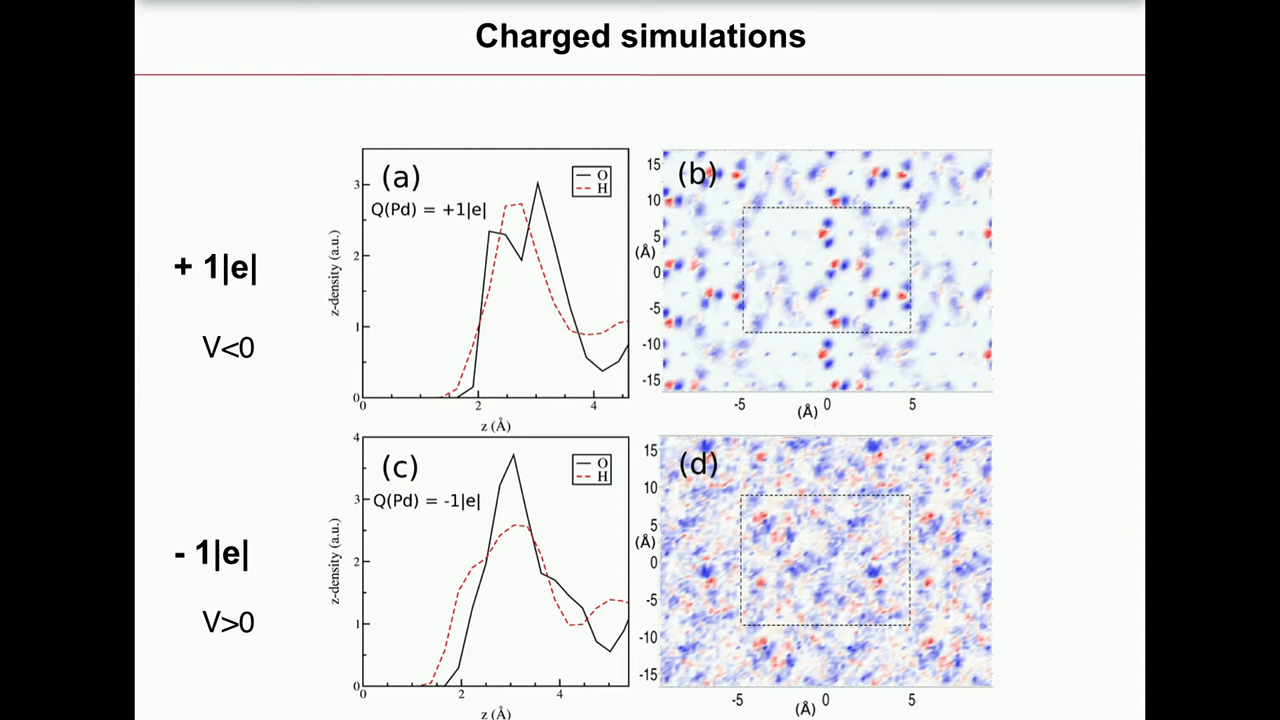 Charged simulations
+ 1|e|
V<0
(a)
Q(Pd) = +1|e|
O
H
z-density (a.u.)
3
2
1
0
0 2 4
z (Å)
(b)
15
10
5
(Å)
0
-5
-10
-15
-5 0 5
(Å)
- 1|e|
V>0
(c)
Q(Pd) = -1|e|
O
H
z-density (a.u.)
4
3
2
1
0
0 2 4
z (Å)
(d)
15
10
5
(Å)
0
-5
-10
-15
-5 0 5
(Å)